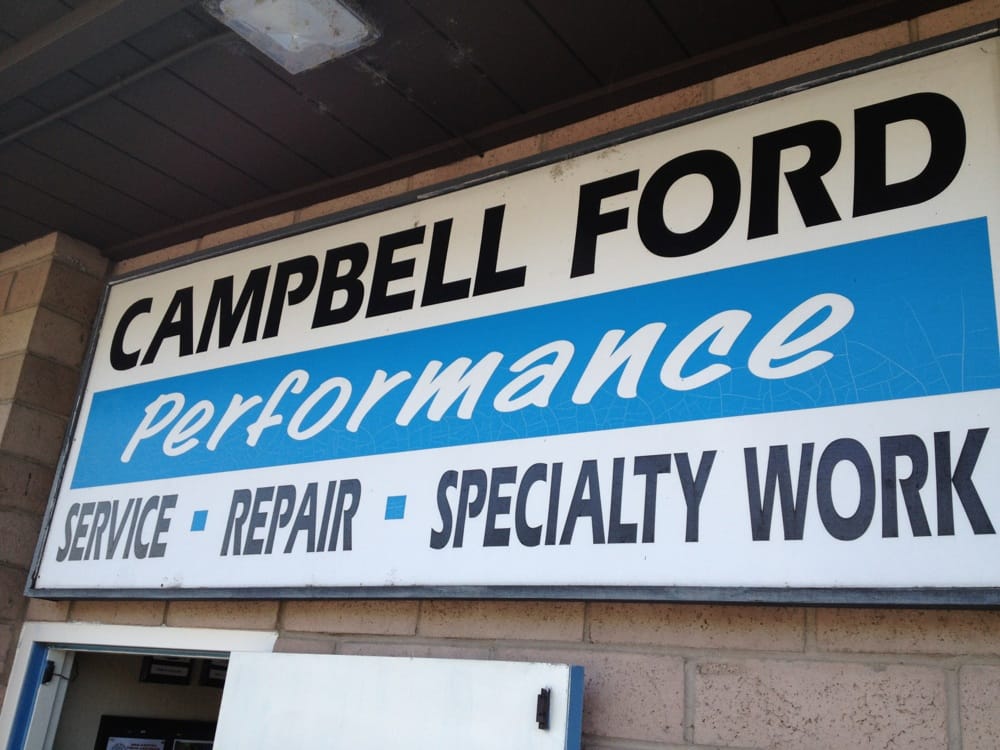 CAMPBELL FORD
Performance
SERVICE ▪ REPAIR ▪ SPECIALTY WORK